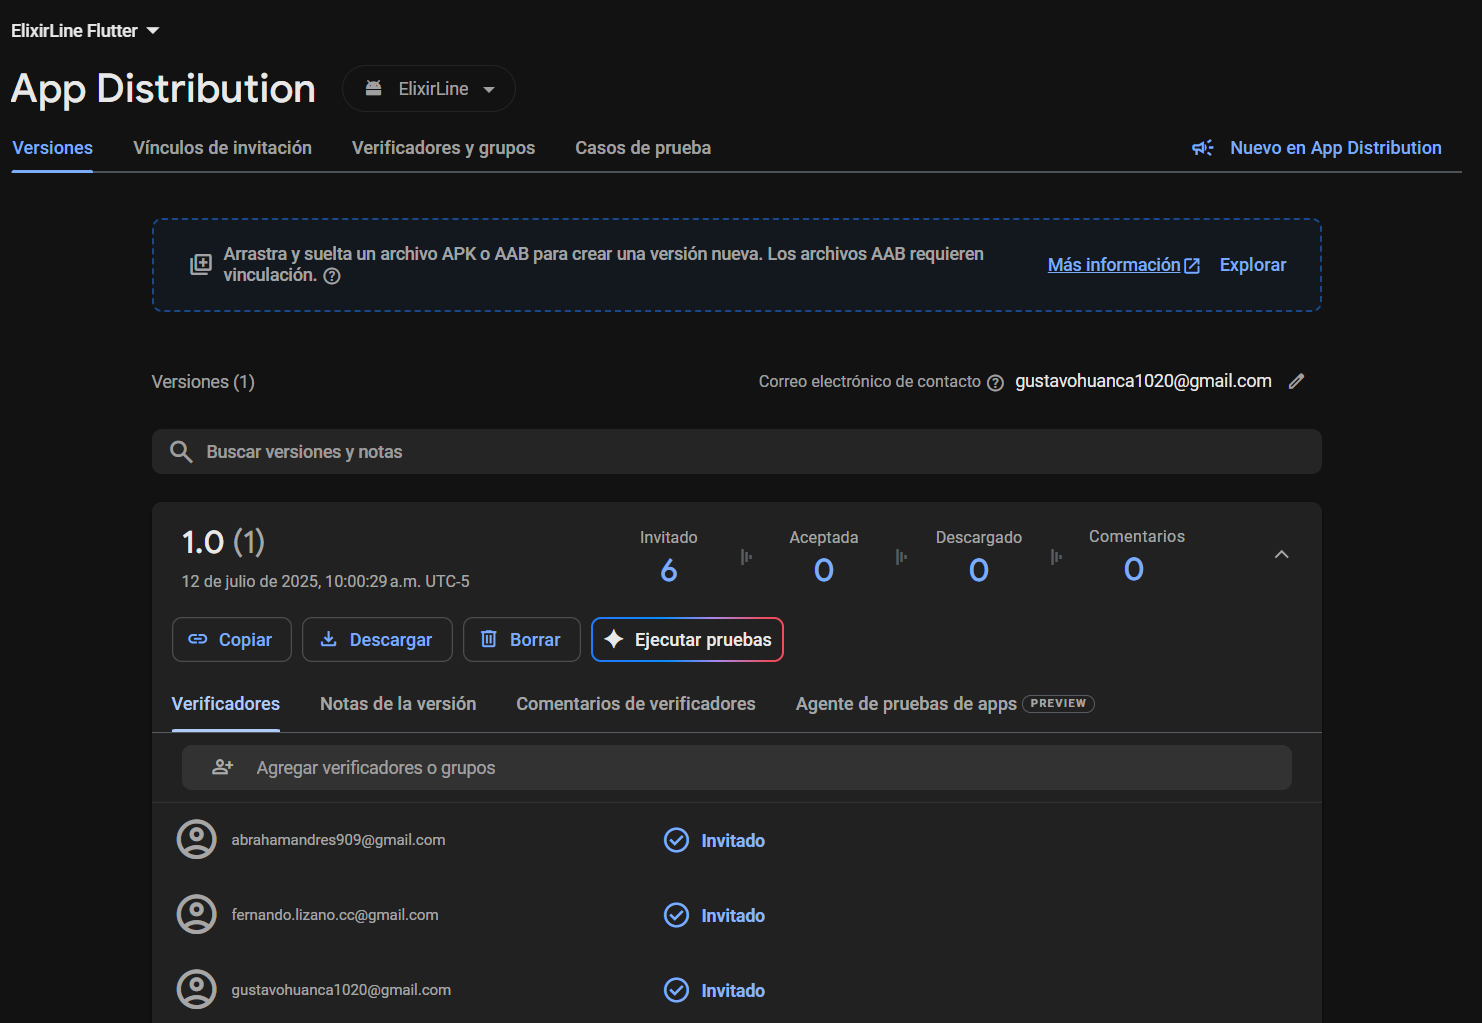 ElixirLine Flutter
App Distribution
ElixirLine
Versiones
Vínculos de invitación
Verificadores y grupos
Casos de prueba
Nuevo en App Distribution
Arrastra y suelta un archivo APK o AAB para crear una versión nueva. Los archivos AAB requieren
vinculación.
Más información
Explorar
Versiones (1)
Correo electrónico de contacto
gustavohuanca1020@gmail.com
Buscar versiones y notas
1.0 (1)
12 de julio de 2025, 10:00:29 a.m. UTC-5
Invitado
6
Aceptada
0
Descargado
0
Comentarios
0
Copiar
Descargar
Borrar
Ejecutar pruebas
Verificadores
Notas de la versión
Comentarios de verificadores
Agente de pruebas de apps
PREVIEW
Agregar verificadores o grupos
abrahamandres909@gmail.com
Invitado
fernando.lizano.cc@gmail.com
Invitado
gustavohuanca1020@gmail.com
Invitado